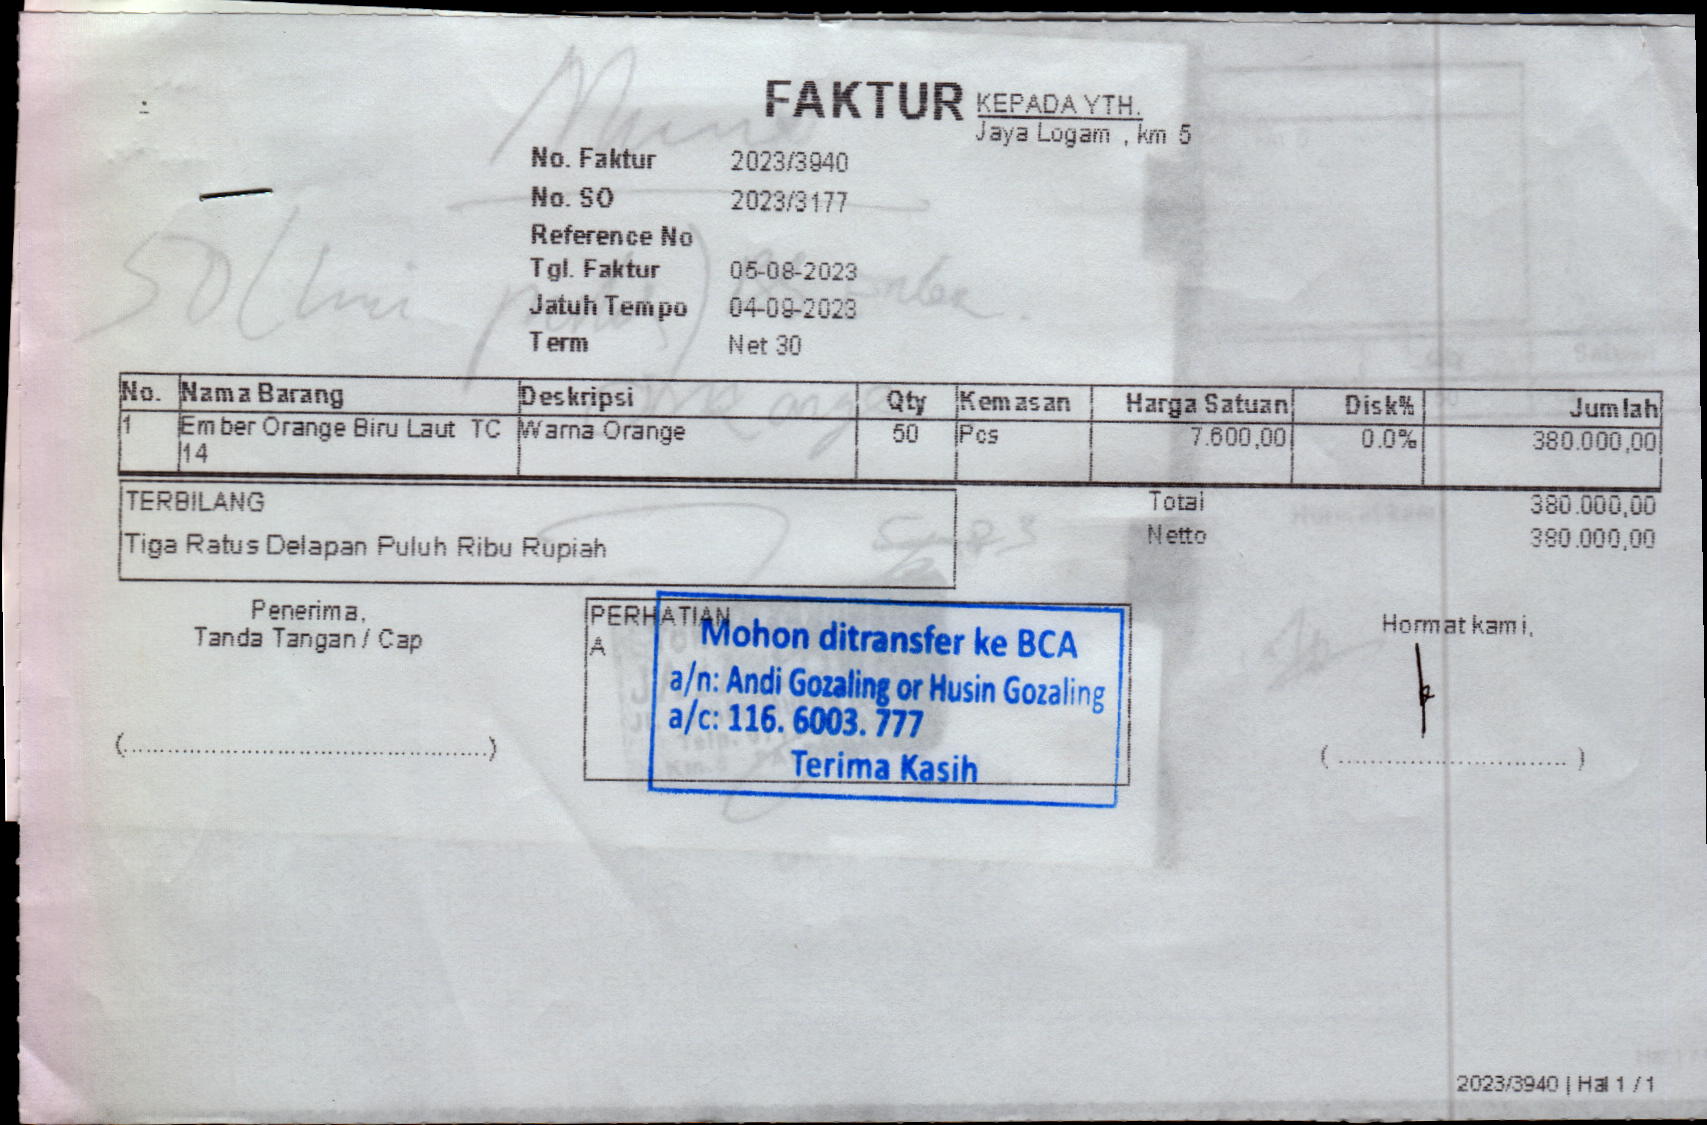 FAKTUR
KEPADA YTH.
Jaya Logam , km 5
No. Faktur 2023/3940
No. SO 2023/3177
Reference No
Tgl. Faktur 05-08-2023
Jatuh Tempo 04-09-2023
Term Net 30
No. Nama Barang Deskripsi Qty Kemasan Harga Satuan Disk% Jumlah
1 Ember Orange Biru Laut TC Warna Orange 50 Pcs 7.600,00 0.0% 380.000,00
14
TERBILANG
Tiga Ratus Delapan Puluh Ribu Rupiah
Total 380.000,00
Netto 380.000,00
Penerima,
Tanda Tangan / Cap
(................................................)
PERHATIAN
A
Mohon ditransfer ke BCA
a/n: Andi Gozaling or Husin Gozaling
a/c: 116. 6003. 777
Terima Kasih
Hormat kami,
( .............................. )
2023/3940 | Hal 1 / 1